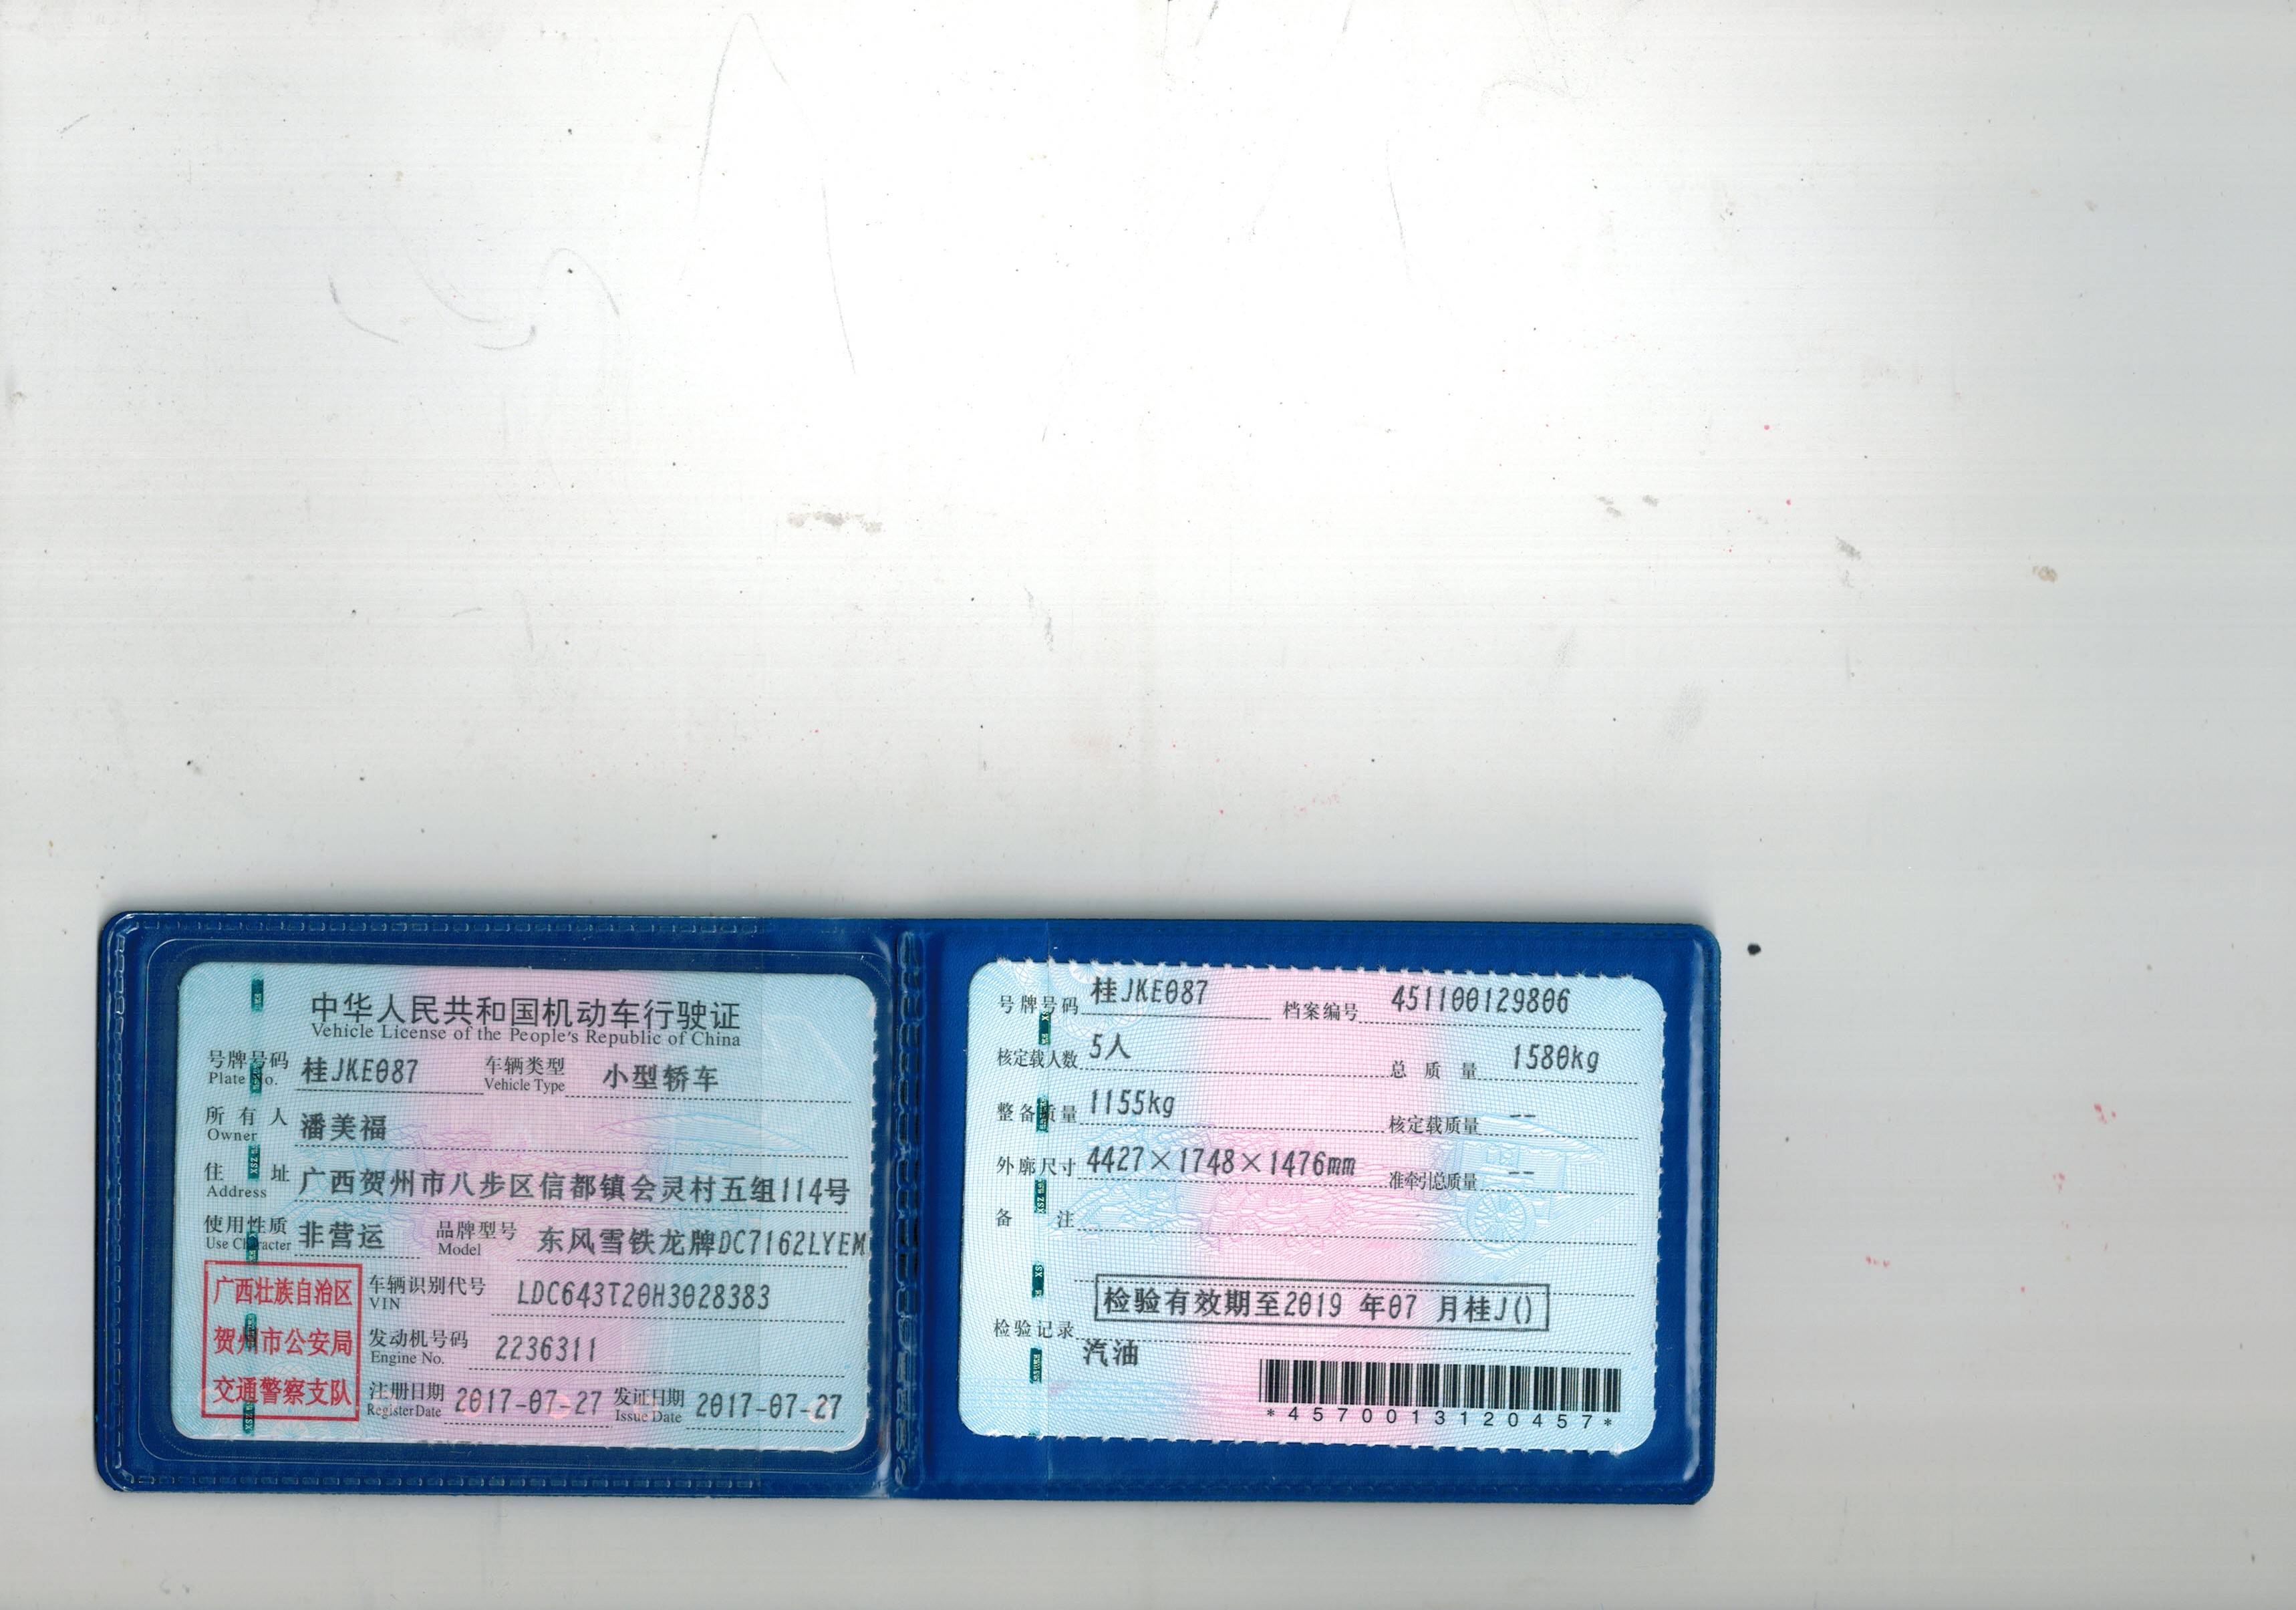 中华人民共和国机动车行驶证
Vehicle License of the People's Republic of China
号牌号码 桂JKE087 车辆类型 小型轿车
Plate No. Vehicle Type
所有人 潘美福
Owner
住址 广西贺州市八步区信都镇会灵村五组114号
Address
使用性质 非营运 品牌型号 东风雪铁龙牌DC7162LYEM
Use Character Model
广西壮族自治区
贺州市公安局
交通警察支队
车辆识别代号 LDC643T20H3028383
VIN
发动机号码 2236311
Engine No.
注册日期 2017-07-27 发证日期 2017-07-27
Register Date Issue Date
号牌号码 桂JKE087 档案编号 451100129806
核定载人数 5人 总质量 1580kg
整备质量 1155kg 核定载质量 --
外廓尺寸 4427×1748×1476mm 准牵引总质量 --
备注
检验有效期至2019 年07 月桂J()
检验记录
汽油
*4570013120457*